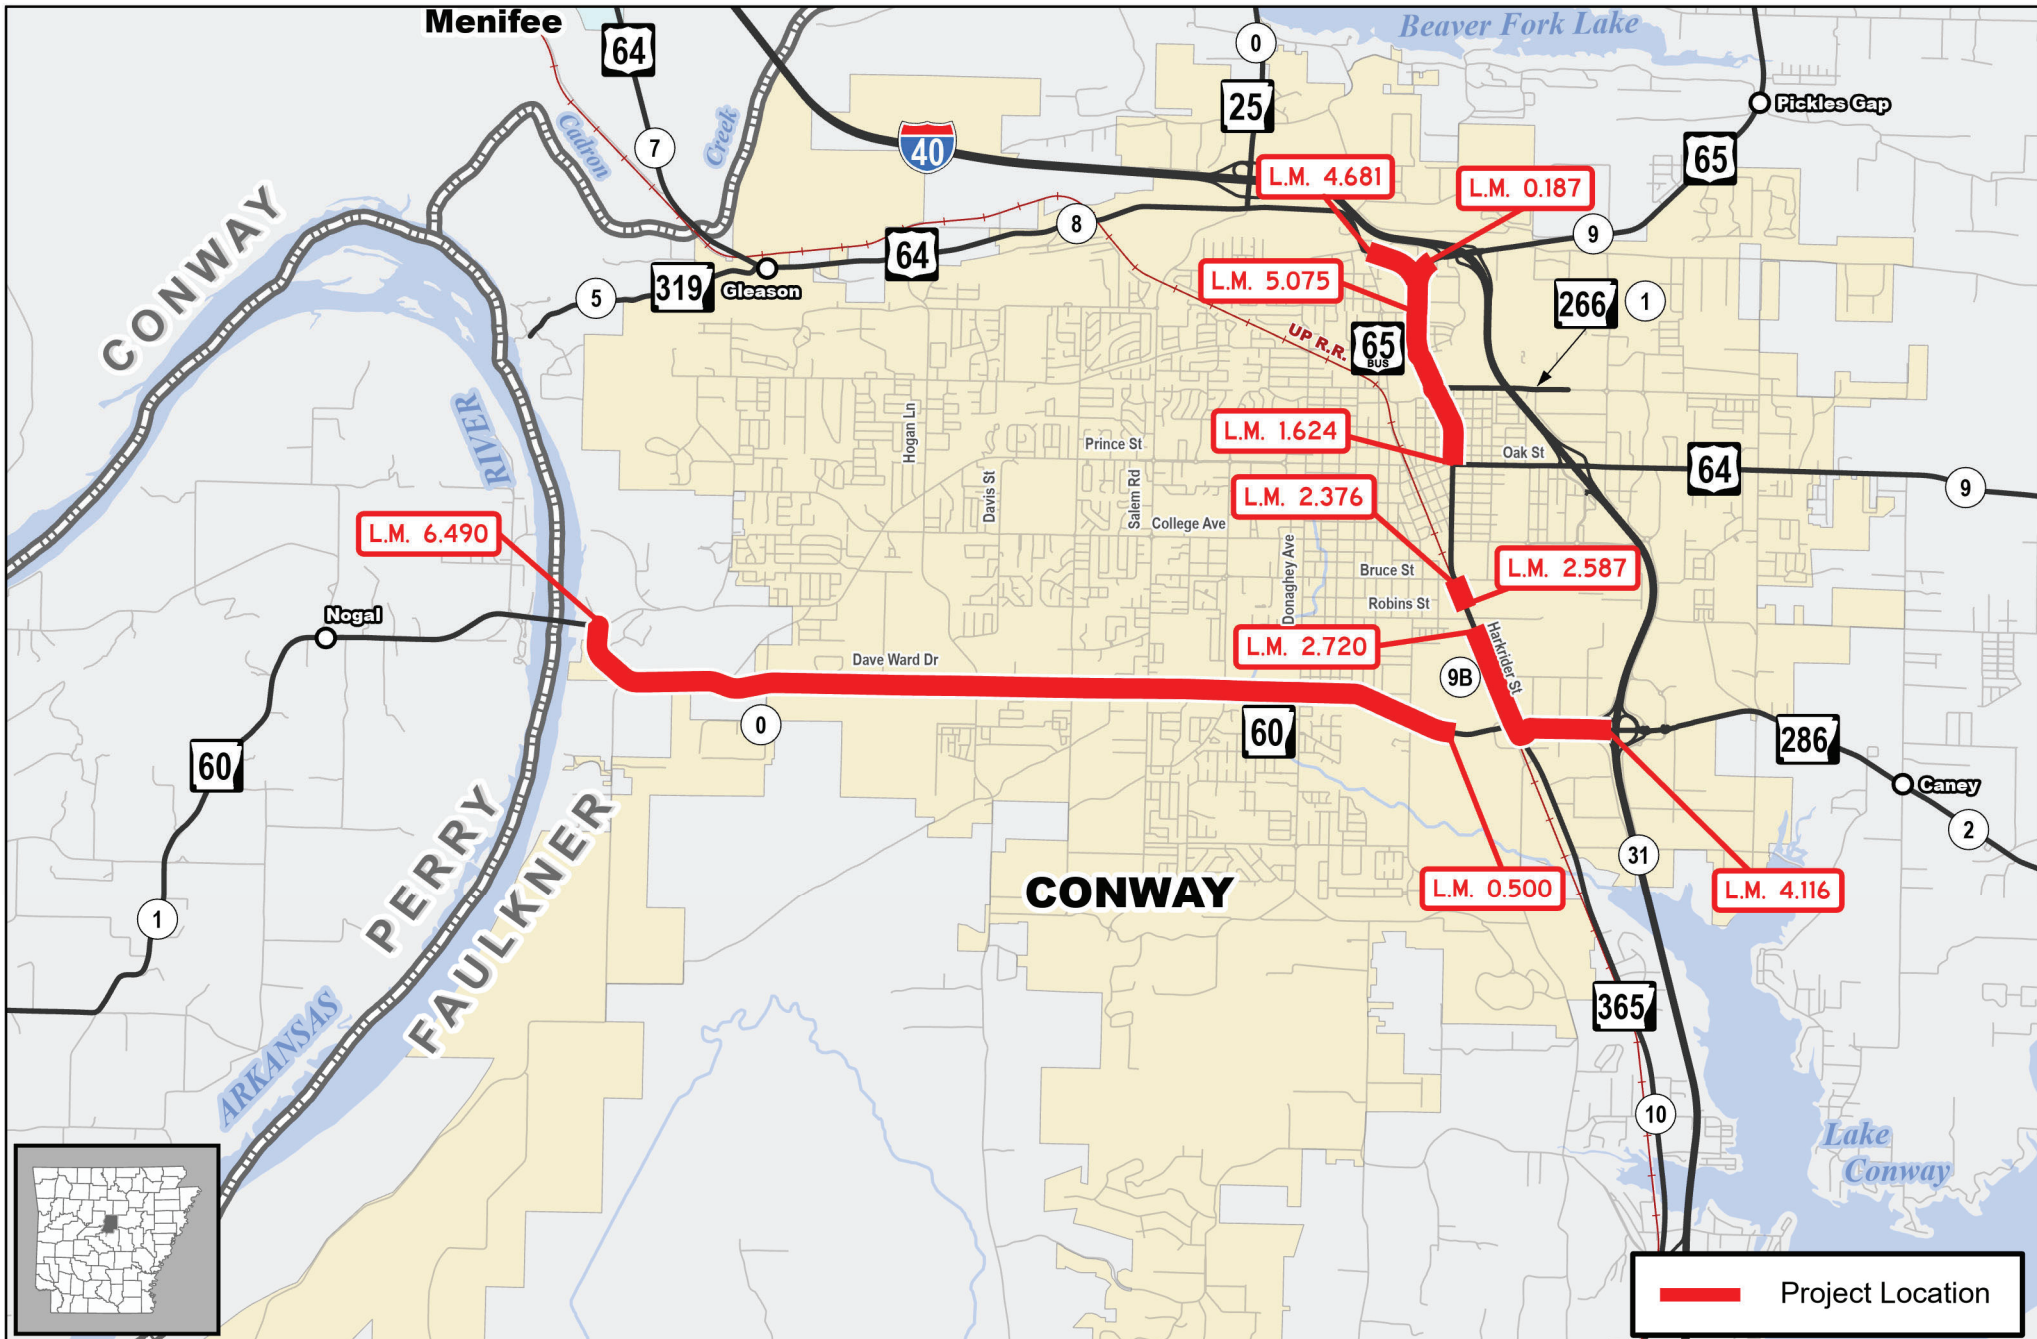 Menifee
64
Beaver Fork Lake
0
25
Pickles Gap
65
Cadron
Creek
7
40
L.M. 4.681
L.M. 0.187
CONWAY
8
9
64
L.M. 5.075
319
Gleason
5
266
1
UP R.R.
65
BUS
RIVER
Hogan Ln
L.M. 1.624
Prince St
Oak St
64
9
Davis St
Salem Rd
L.M. 2.376
College Ave
L.M. 6.490
Donaghey Ave
Bruce St
L.M. 2.587
Robins St
Nogal
L.M. 2.720
Harkrider St
Dave Ward Dr
9B
0
60
60
286
Caney
2
PERRY
FAULKNER
31
CONWAY
L.M. 0.500
L.M. 4.116
1
365
ARKANSAS
10
Lake
Conway
Project Location